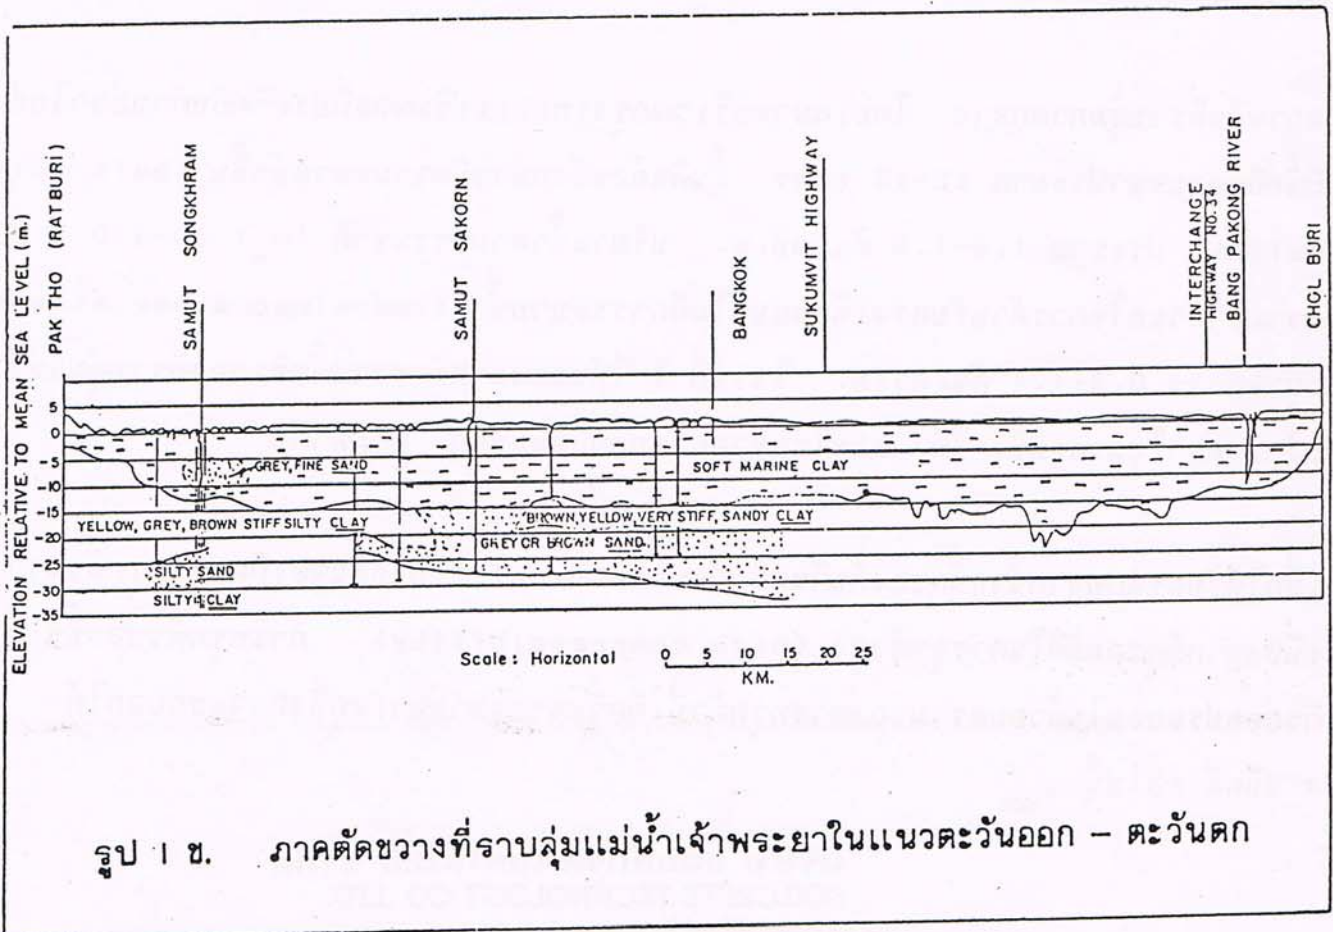 ELEVATION RELATIVE TO MEAN SEA LEVEL (m.)
PAK THO (RATBURI)
SAMUT SONGKHRAM
SAMUT SAKORN
BANGKOK
SUKUMVIT HIGHWAY
INTERCHANGE
HIGHWAY NO. 34
BANG PAKONG RIVER
CHOL BURI
5
0
-5
-10
-15
-20
-25
-30
-35
GREY, FINE SAND
SOFT MARINE CLAY
YELLOW, GREY, BROWN STIFF SILTY CLAY
BROWN, YELLOW, VERY STIFF, SANDY CLAY
GREY OR BROWN SAND
SILTY SAND
SILTY CLAY
Scale : Horizontal
0 5 10 15 20 25
KM.
รูป 1 ข. ภาคตัดขวางที่ราบลุ่มแม่น้ำเจ้าพระยาในแนวตะวันออก – ตะวันตก